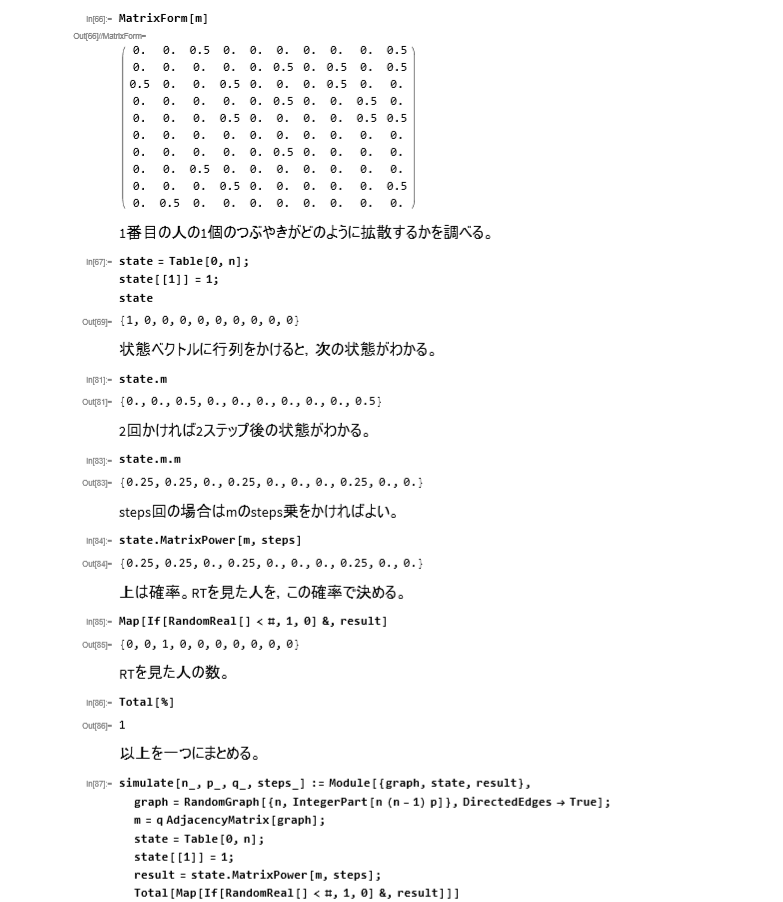 In[66]:= MatrixForm[m]
Out[66]//MatrixForm=
0. 0. 0.5 0. 0. 0. 0. 0. 0. 0.5
0. 0. 0. 0. 0. 0.5 0. 0.5 0. 0.5
0.5 0. 0. 0.5 0. 0. 0. 0.5 0. 0.
0. 0. 0. 0. 0. 0.5 0. 0. 0.5 0.
0. 0. 0. 0.5 0. 0. 0. 0. 0.5 0.5
0. 0. 0. 0. 0. 0. 0. 0. 0. 0.
0. 0. 0. 0. 0. 0.5 0. 0. 0. 0.
0. 0. 0.5 0. 0. 0. 0. 0. 0. 0.
0. 0. 0. 0.5 0. 0. 0. 0. 0. 0.5
0. 0.5 0. 0. 0. 0. 0. 0. 0. 0.
1番目の人の1個のつぶやきがどのように拡散するかを調べる。
In[67]:= state = Table[0, n];
state[[1]] = 1;
state
Out[69]= {1, 0, 0, 0, 0, 0, 0, 0, 0, 0}
状態ベクトルに行列をかけると，次の状態がわかる。
In[81]:= state.m
Out[81]= {0., 0., 0.5, 0., 0., 0., 0., 0., 0., 0.5}
2回かければ2ステップ後の状態がわかる。
In[83]:= state.m.m
Out[83]= {0.25, 0.25, 0., 0.25, 0., 0., 0., 0.25, 0., 0.}
steps回の場合はmのsteps乗をかければよい。
In[84]:= state.MatrixPower[m, steps]
Out[84]= {0.25, 0.25, 0., 0.25, 0., 0., 0., 0.25, 0., 0.}
上は確率。RTを見た人を，この確率で決める。
In[85]:= Map[If[RandomReal[] < #, 1, 0] &, result]
Out[85]= {0, 0, 1, 0, 0, 0, 0, 0, 0, 0}
RTを見た人の数。
In[86]:= Total[%]
Out[86]= 1
以上を一つにまとめる。
In[87]:= simulate[n_, p_, q_, steps_] := Module[{graph, state, result},
graph = RandomGraph[{n, IntegerPart[n (n - 1) p]}, DirectedEdges → True];
m = q AdjacencyMatrix[graph];
state = Table[0, n];
state[[1]] = 1;
result = state.MatrixPower[m, steps];
Total[Map[If[RandomReal[] < #, 1, 0] &, result]]]